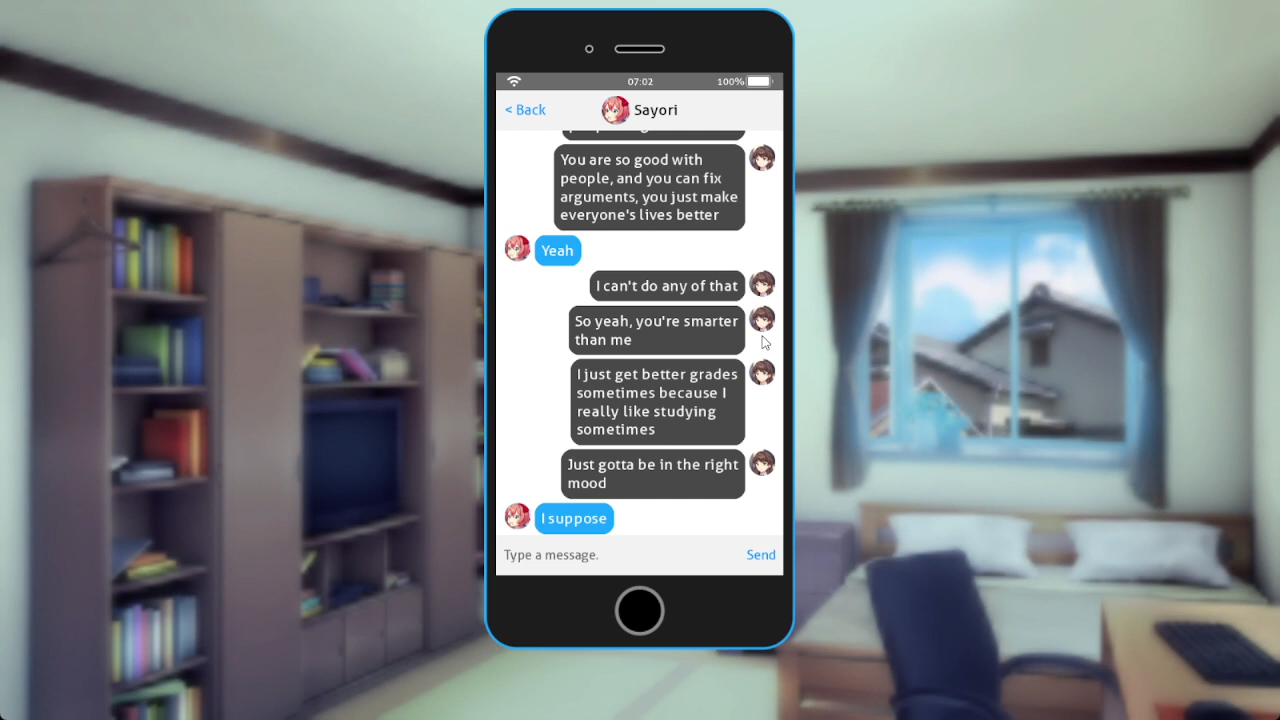 07:02
100%
< Back
Sayori
You are so good with
people, and you can fix
arguments, you just make
everyone's lives better
Yeah
I can't do any of that
So yeah, you're smarter
than me
I just get better grades
sometimes because I
really like studying
sometimes
Just gotta be in the right
mood
I suppose
Type a message.
Send